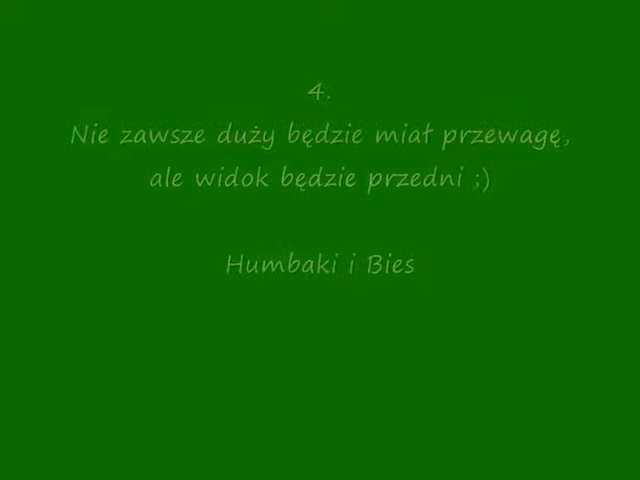 4.
Nie zawsze duży będzie miał przewagę,
ale widok będzie przedni ;)
Humbaki i Bies